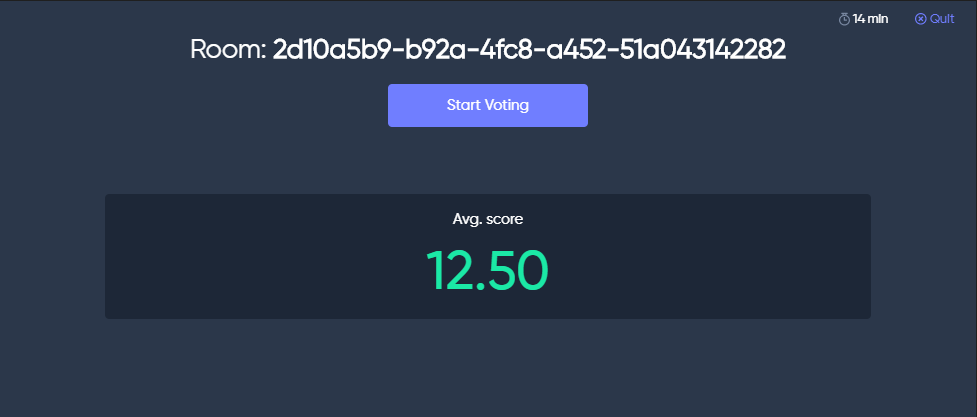 14 min
Quit
Room: 2d10a5b9-b92a-4fc8-a452-51a043142282
Start Voting
Avg. score
12.50